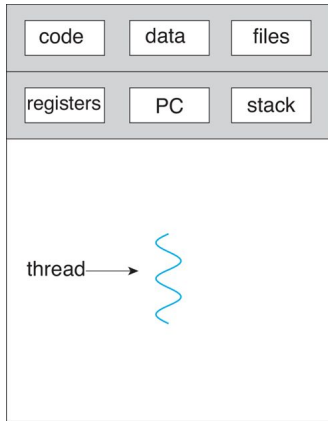 code data files
registers PC stack
thread